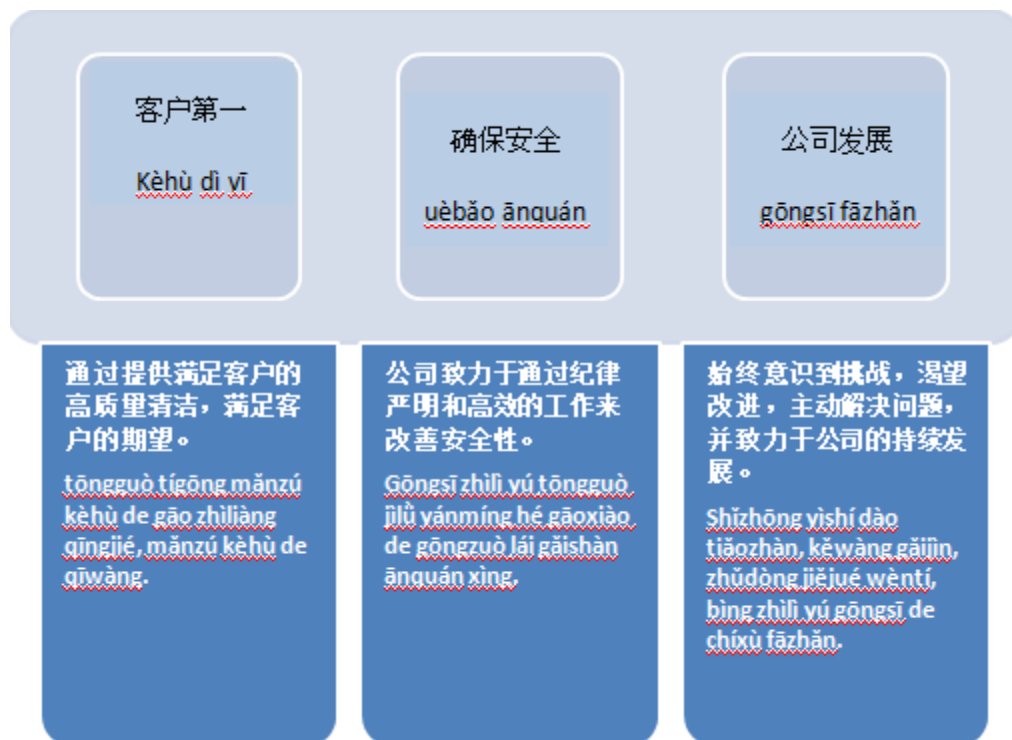 客户第一
Kèhù dì yī
确保安全
uèbǎo ānquán
公司发展
gōngsī fāzhǎn
通过提供满足客户的
高质量清洁，满足客
户的期望。
tōngguò tígōng mǎnzú
kèhù de gāo zhìliàng
qīngjié, mǎnzú kèhù de
qīwàng.
公司致力于通过纪律
严明和高效的工作来
改善安全性。
Gōngsī zhìlì yú tōngguò
jìlǜ yánmíng hé gāoxiào
de gōngzuò lái gǎishàn
ānquán xìng.
始终意识到挑战，渴望
改进，主动解决问题，
并致力于公司的持续发
展。
Shǐzhōng yìshí dào
tiǎozhàn, kěwàng gǎijìn,
zhǔdòng jiějué wèntí,
bìng zhìlì yú gōngsī de
chíxù fāzhǎn.